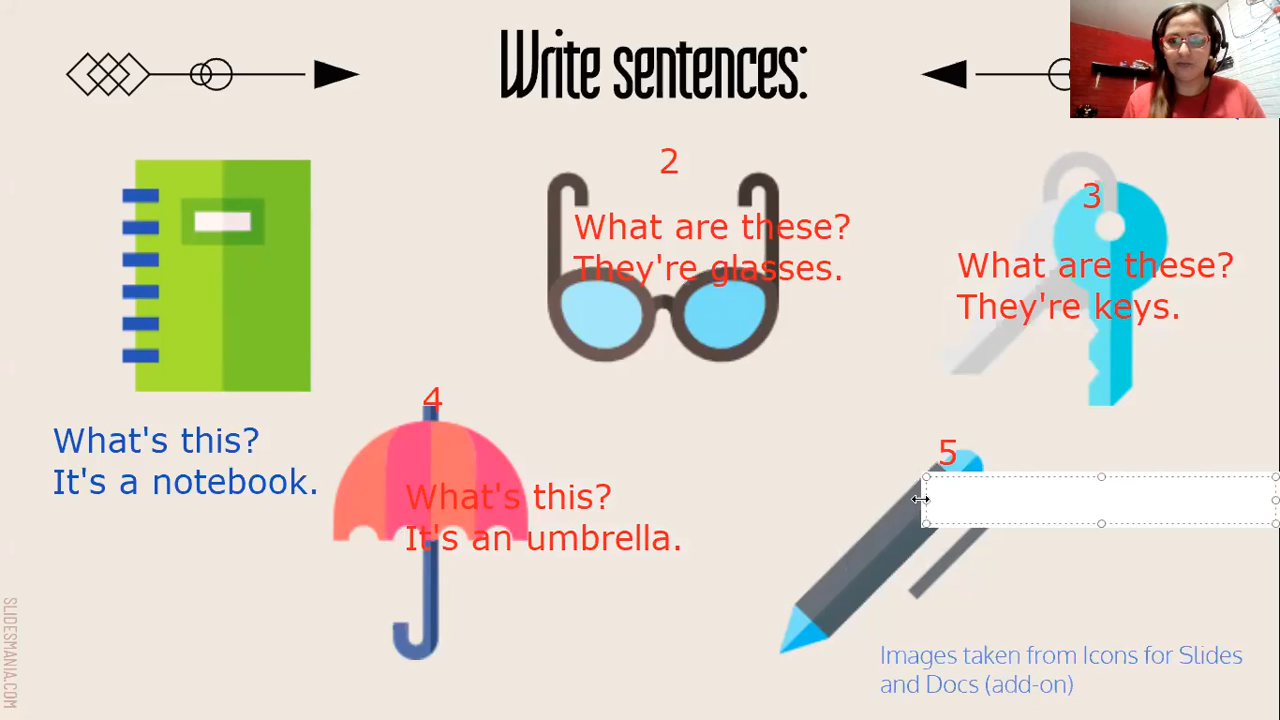 Write sentences:
2
What are these?
They're glasses.
3
What are these?
They're keys.
What's this?
It's a notebook.
4
What's this?
It's an umbrella.
5
Images taken from Icons for Slides
and Docs (add-on)
SLIDESMANIA.COM